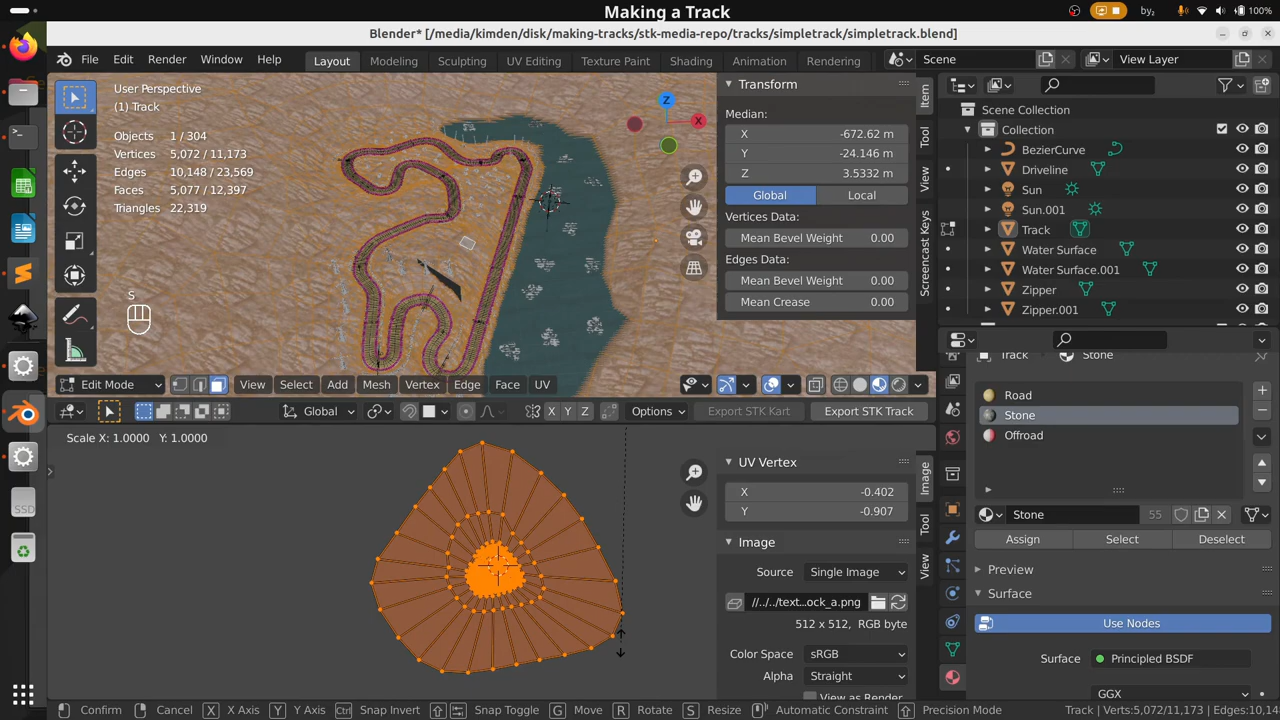 Making a Track
by₂
100%
Blender* [/media/kimden/disk/making-tracks/stk-media-repo/tracks/simpletrack/simpletrack.blend]
File Edit Render Window Help
Layout Modeling Sculpting UV Editing Texture Paint Shading Animation Rendering
Scene
View Layer
User Perspective
(1) Track
Objects 1 / 304
Vertices 5,072 / 11,173
Edges 10,148 / 23,569
Faces 5,077 / 12,397
Triangles 22,319
S
Z
X
Transform
Median:
X -672.62 m
Y -24.146 m
Z 3.5332 m
Global Local
Vertices Data:
Mean Bevel Weight 0.00
Edges Data:
Mean Bevel Weight 0.00
Mean Crease 0.00
Item
Tool
View
Screencast Keys
Scene Collection
Collection
BezierCurve
Driveline
Sun
Sun.001
Track
Water Surface
Water Surface.001
Zipper
Zipper.001
Edit Mode View Select Add Mesh Vertex Edge Face UV
Global X Y Z Options Export STK Kart Export STK Track
Scale X: 1.0000 Y: 1.0000
UV Vertex
X -0.402
Y -0.907
Image
Source Single Image
//../../text...ock_a.png
512 x 512, RGB byte
Color Space sRGB
Alpha Straight
View as Render
Image
Tool
View
Track Stone
Road
Stone
Offroad
Stone 55
Assign Select Deselect
Preview
Surface
Use Nodes
Surface Principled BSDF
GGX
SSD
Confirm Cancel X X Axis Y Y Axis Ctrl Snap Invert Snap Toggle G Move R Rotate S Resize Automatic Constraint Precision Mode Track | Verts:5,072/11,173 | Edges:10,14